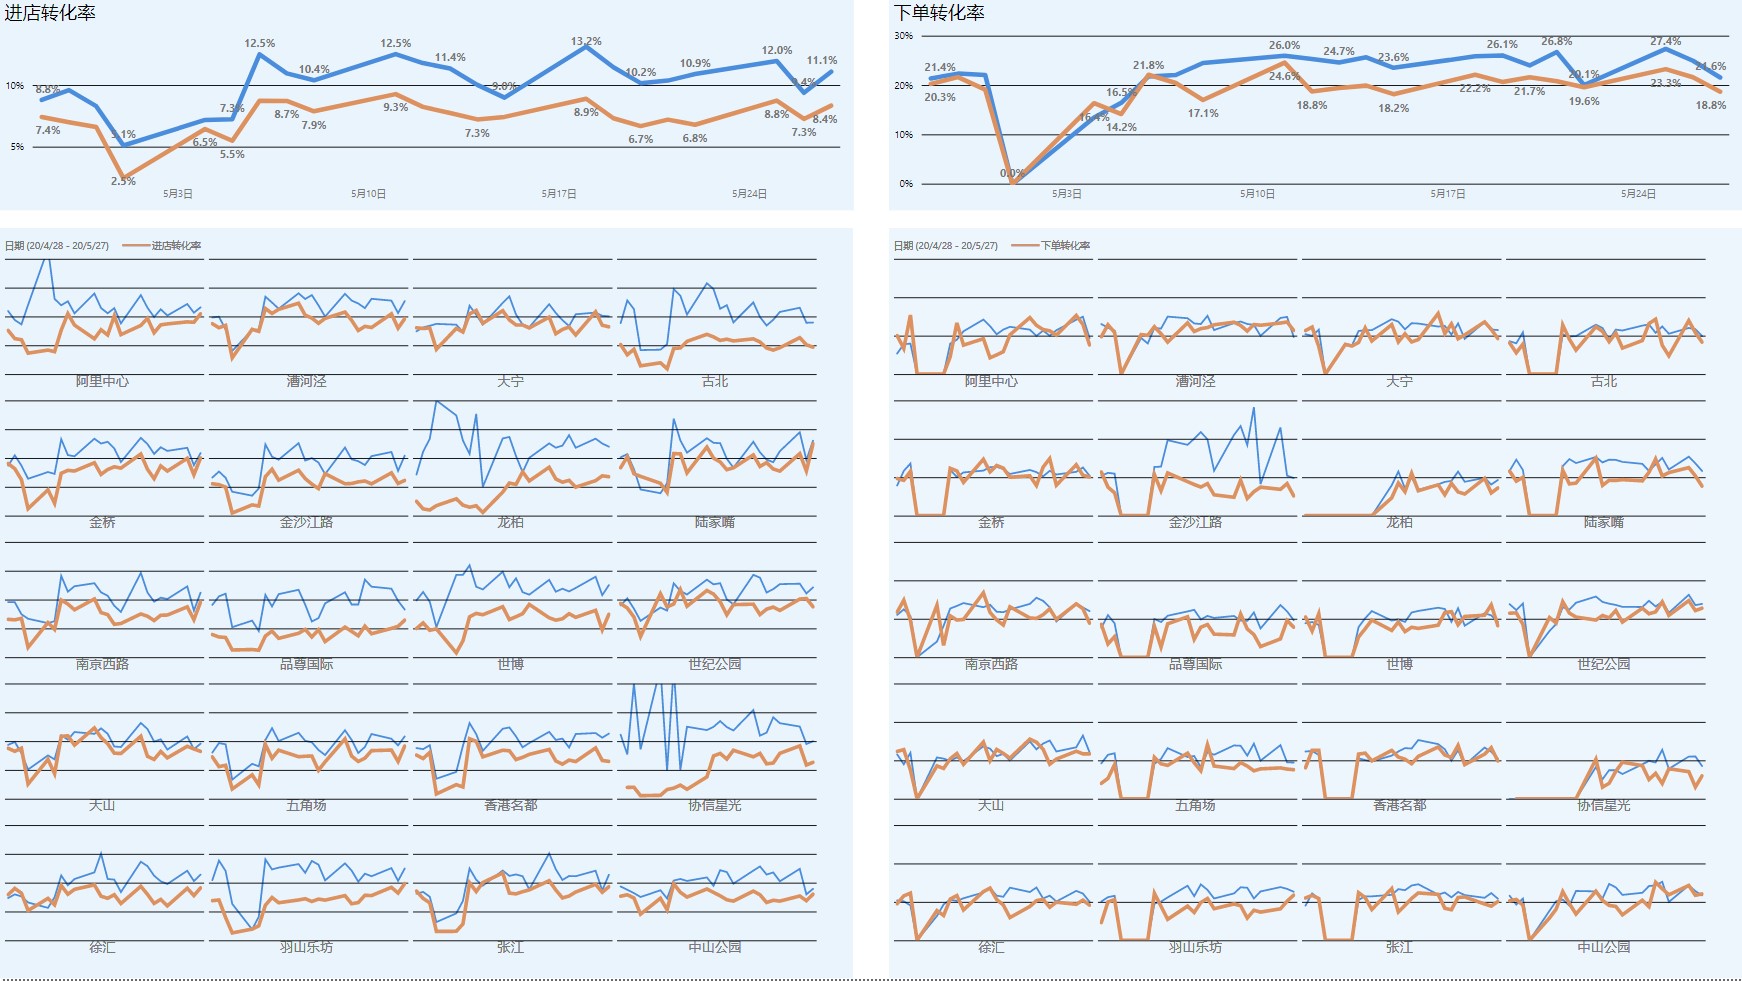 进店转化率
12.5%
12.5%
13.2%
12.0%
11.4%
11.1%
10.4%
10.2%
10.9%
10%
8.8%
9.0%
9.4%
7.3%
9.3%
8.9%
8.7%
7.9%
8.8%
8.4%
7.4%
5.1%
6.5%
7.3%
6.7%
6.8%
7.3%
5%
5.5%
2.5%
5月3日
5月10日
5月17日
5月24日
下单转化率
30%
26.0%
24.7%
23.6%
26.1%
26.8%
27.4%
21.4%
21.8%
24.6%
20.1%
21.6%
20%
20.3%
16.5%
22.2%
21.7%
23.3%
16.4%
14.2%
17.1%
18.8%
18.2%
19.6%
18.8%
10%
0.0%
0%
5月3日
5月10日
5月17日
5月24日
日期 (20/4/28 - 20/5/27) 进店转化率
阿里中心 漕河泾 大宁 古北
金桥 金沙江路 龙柏 陆家嘴
南京西路 品尊国际 世博 世纪公园
天山 五角场 香港名都 协信星光
徐汇 羽山乐坊 张江 中山公园
日期 (20/4/28 - 20/5/27) 下单转化率
阿里中心 漕河泾 大宁 古北
金桥 金沙江路 龙柏 陆家嘴
南京西路 品尊国际 世博 世纪公园
天山 五角场 香港名都 协信星光
徐汇 羽山乐坊 张江 中山公园